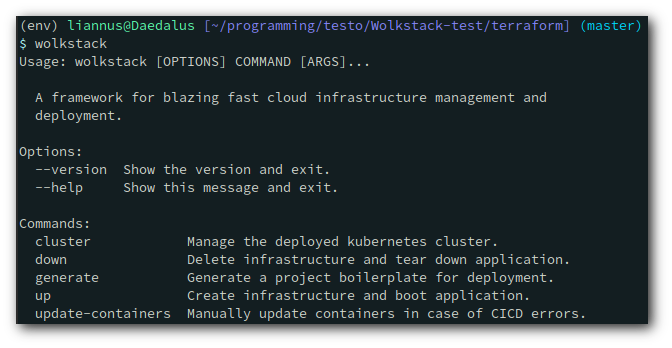 (env) liannus@Daedalus [~/programming/testo/Wolkstack-test/terraform] (master)
$ wolkstack
Usage: wolkstack [OPTIONS] COMMAND [ARGS]...
A framework for blazing fast cloud infrastructure management and
deployment.
Options:
--version  Show the version and exit.
--help     Show this message and exit.
Commands:
cluster            Manage the deployed kubernetes cluster.
down               Delete infrastructure and tear down application.
generate           Generate a project boilerplate for deployment.
up                 Create infrastructure and boot application.
update-containers  Manually update containers in case of CICD errors.